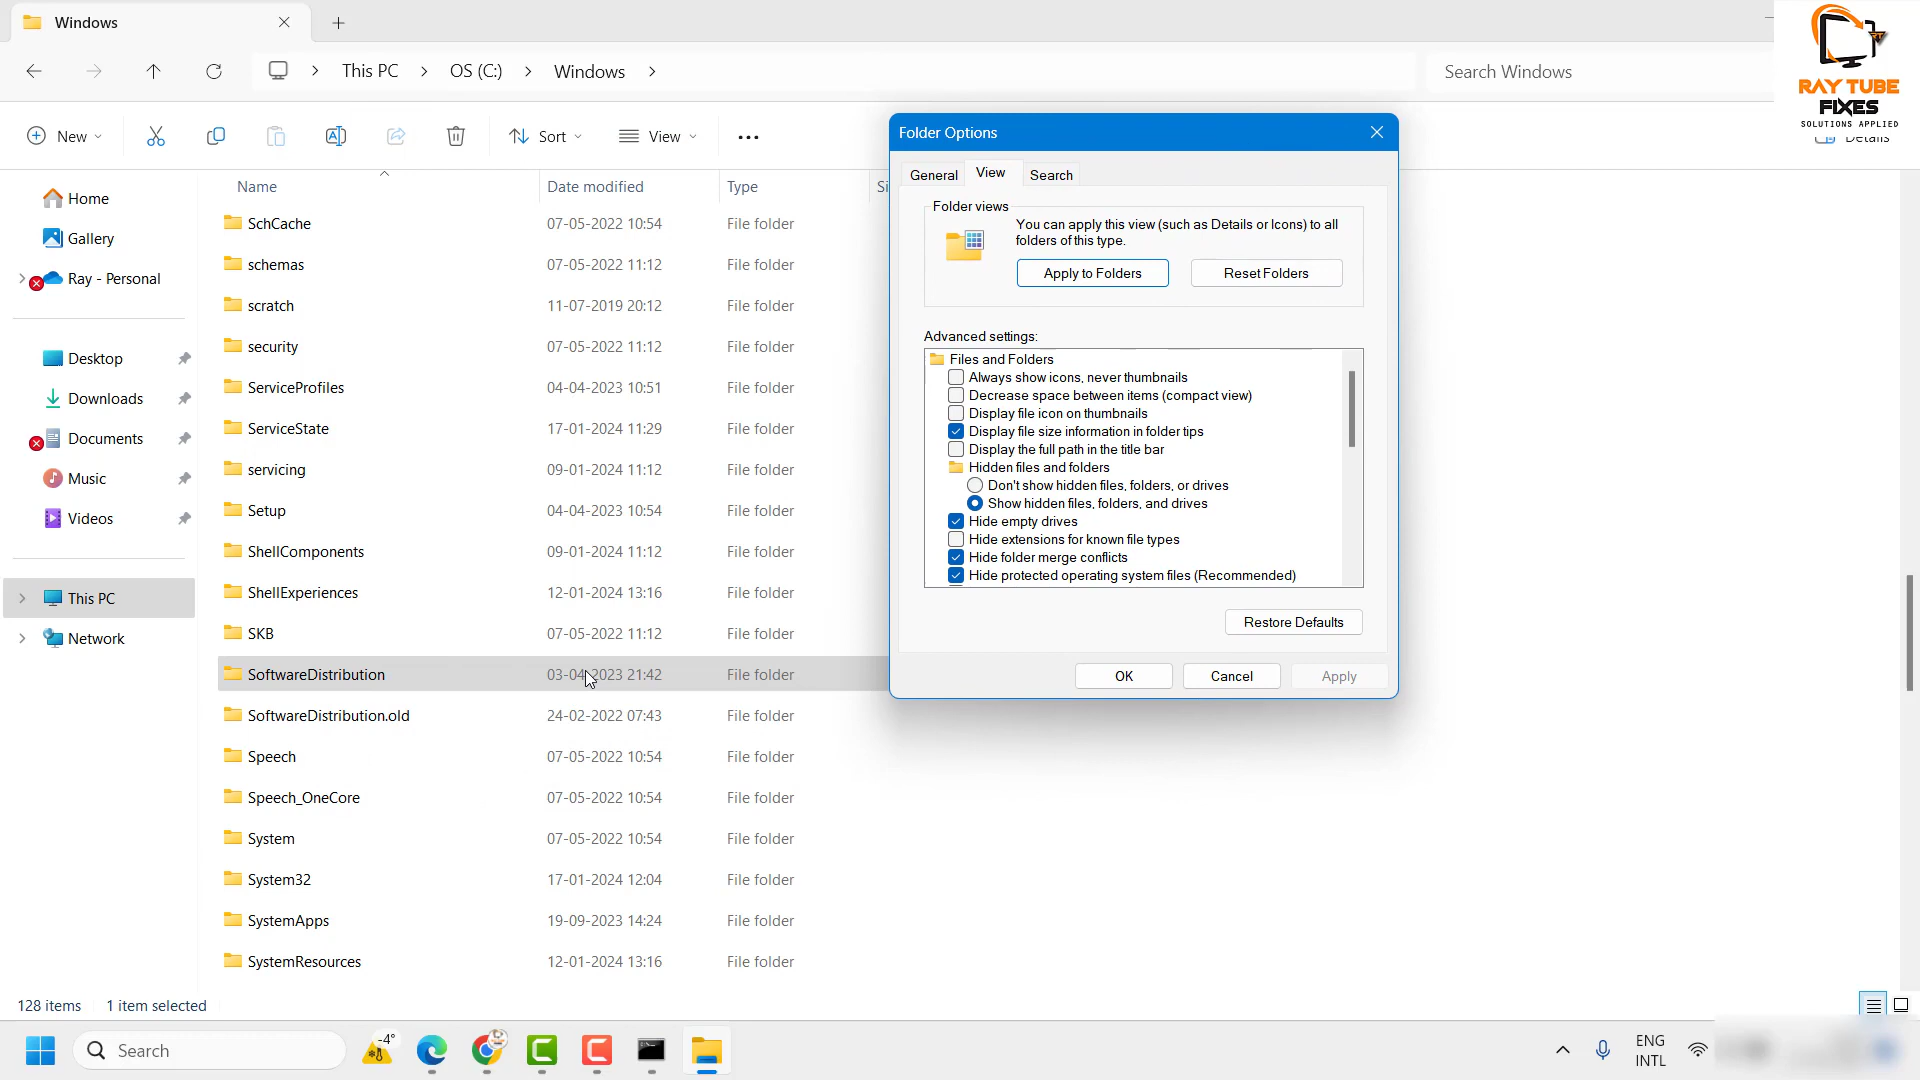 Windows
This PC
OS (C:)
Windows
Search Windows
RAY TUBE
FIXES
SOLUTIONS APPLIED
New
Sort
View
Details
Home
Gallery
Ray - Personal
Desktop
Downloads
Documents
Music
Videos
This PC
Network
Name Date modified Type Si
SchCache 07-05-2022 10:54 File folder
schemas 07-05-2022 11:12 File folder
scratch 11-07-2019 20:12 File folder
security 07-05-2022 11:12 File folder
ServiceProfiles 04-04-2023 10:51 File folder
ServiceState 17-01-2024 11:29 File folder
servicing 09-01-2024 11:12 File folder
Setup 04-04-2023 10:54 File folder
ShellComponents 09-01-2024 11:12 File folder
ShellExperiences 12-01-2024 13:16 File folder
SKB 07-05-2022 11:12 File folder
SoftwareDistribution 03-04-2023 21:42 File folder
SoftwareDistribution.old 24-02-2022 07:43 File folder
Speech 07-05-2022 10:54 File folder
Speech_OneCore 07-05-2022 10:54 File folder
System 07-05-2022 10:54 File folder
System32 17-01-2024 12:04 File folder
SystemApps 19-09-2023 14:24 File folder
SystemResources 12-01-2024 13:16 File folder
Folder Options
General View Search
Folder views
You can apply this view (such as Details or Icons) to all
folders of this type.
Apply to Folders Reset Folders
Advanced settings:
Files and Folders
Always show icons, never thumbnails
Decrease space between items (compact view)
Display file icon on thumbnails
Display file size information in folder tips
Display the full path in the title bar
Hidden files and folders
Don't show hidden files, folders, or drives
Show hidden files, folders, and drives
Hide empty drives
Hide extensions for known file types
Hide folder merge conflicts
Hide protected operating system files (Recommended)
Restore Defaults
OK Cancel Apply
128 items 1 item selected
Search
-4°
ENG
INTL